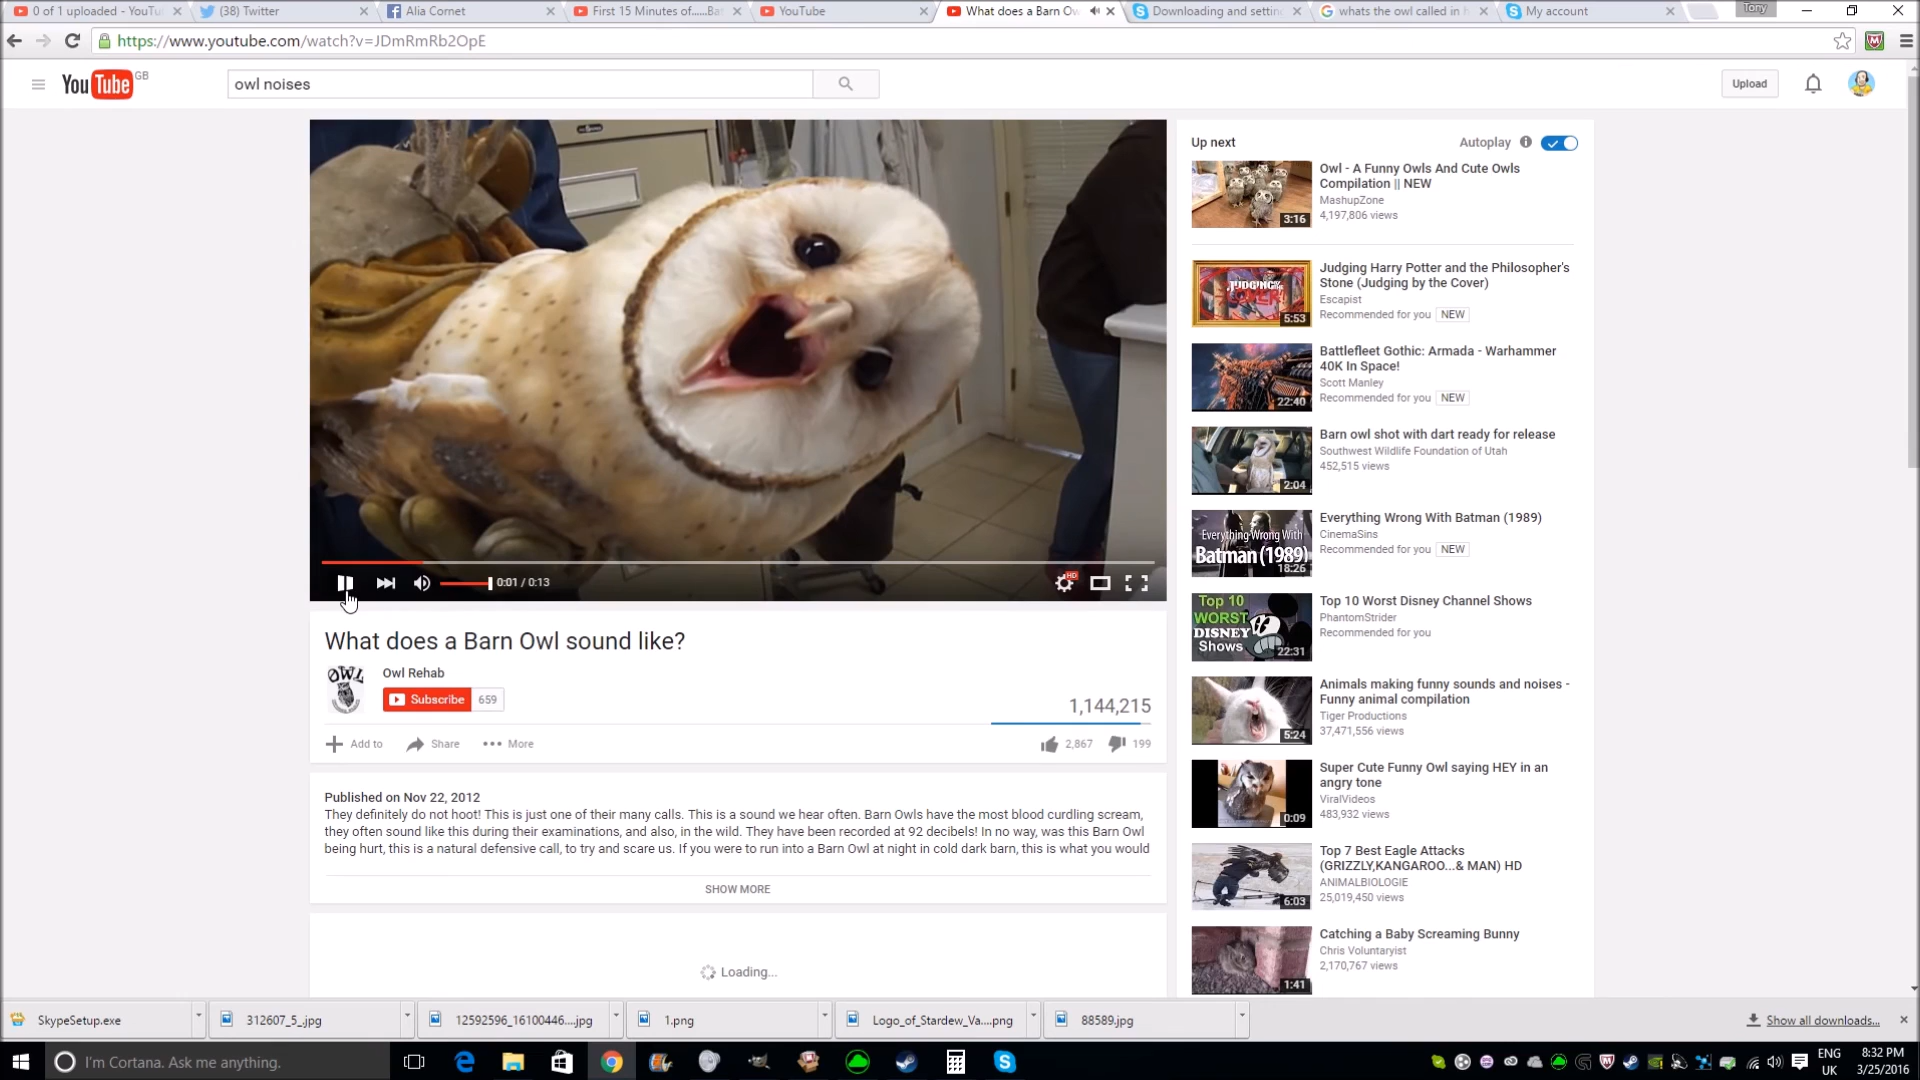 0 of 1 uploaded - YouTu
(38) Twitter
Alia Cornet
First 15 Minutes of......Bat
YouTube
What does a Barn Ow
Downloading and settin
whats the owl called in h
My account
Tony
https://www.youtube.com/watch?v=JDmRmRb2OpE
YouTube GB
owl noises
Upload
Up next
Autoplay
Owl - A Funny Owls And Cute Owls
Compilation || NEW
MashupZone
4,197,806 views
3:16
Judging Harry Potter and the Philosopher's
Stone (Judging by the Cover)
Escapist
Recommended for you NEW
5:53
Battlefleet Gothic: Armada - Warhammer
40K In Space!
Scott Manley
Recommended for you NEW
22:40
Barn owl shot with dart ready for release
Southwest Wildlife Foundation of Utah
452,515 views
2:04
Everything Wrong With Batman (1989)
CinemaSins
Recommended for you NEW
Everything Wrong With
Batman (1989)
18:26
Top 10 Worst Disney Channel Shows
PhantomStrider
Recommended for you
Top 10
WORST
DISNEY
Shows
22:31
Animals making funny sounds and noises -
Funny animal compilation
Tiger Productions
37,471,556 views
5:24
Super Cute Funny Owl saying HEY in an
angry tone
ViralVideos
483,932 views
0:09
Top 7 Best Eagle Attacks
(GRIZZLY,KANGAROO...& MAN) HD
ANIMALBIOLOGIE
25,019,450 views
6:03
Catching a Baby Screaming Bunny
Chris Voluntaryist
2,170,767 views
1:41
0:01 / 0:13
HD
What does a Barn Owl sound like?
OWL
Owl Rehab
Subscribe 659
1,144,215
Add to
Share
More
2,867
199
Published on Nov 22, 2012
They definitely do not hoot! This is just one of their many calls. This is a sound we hear often. Barn Owls have the most blood curdling scream,
they often sound like this during their examinations, and also, in the wild. They have been recorded at 92 decibels! In no way, was this Barn Owl
being hurt, this is a natural defensive call, to try and scare us. If you were to run into a Barn Owl at night in cold dark barn, this is what you would
SHOW MORE
Loading...
SkypeSetup.exe
312607_5_.jpg
12592596_16100446....jpg
1.png
Logo_of_Stardew_Va....png
88589.jpg
Show all downloads...
I'm Cortana. Ask me anything.
ENG
UK
8:32 PM
3/25/2016